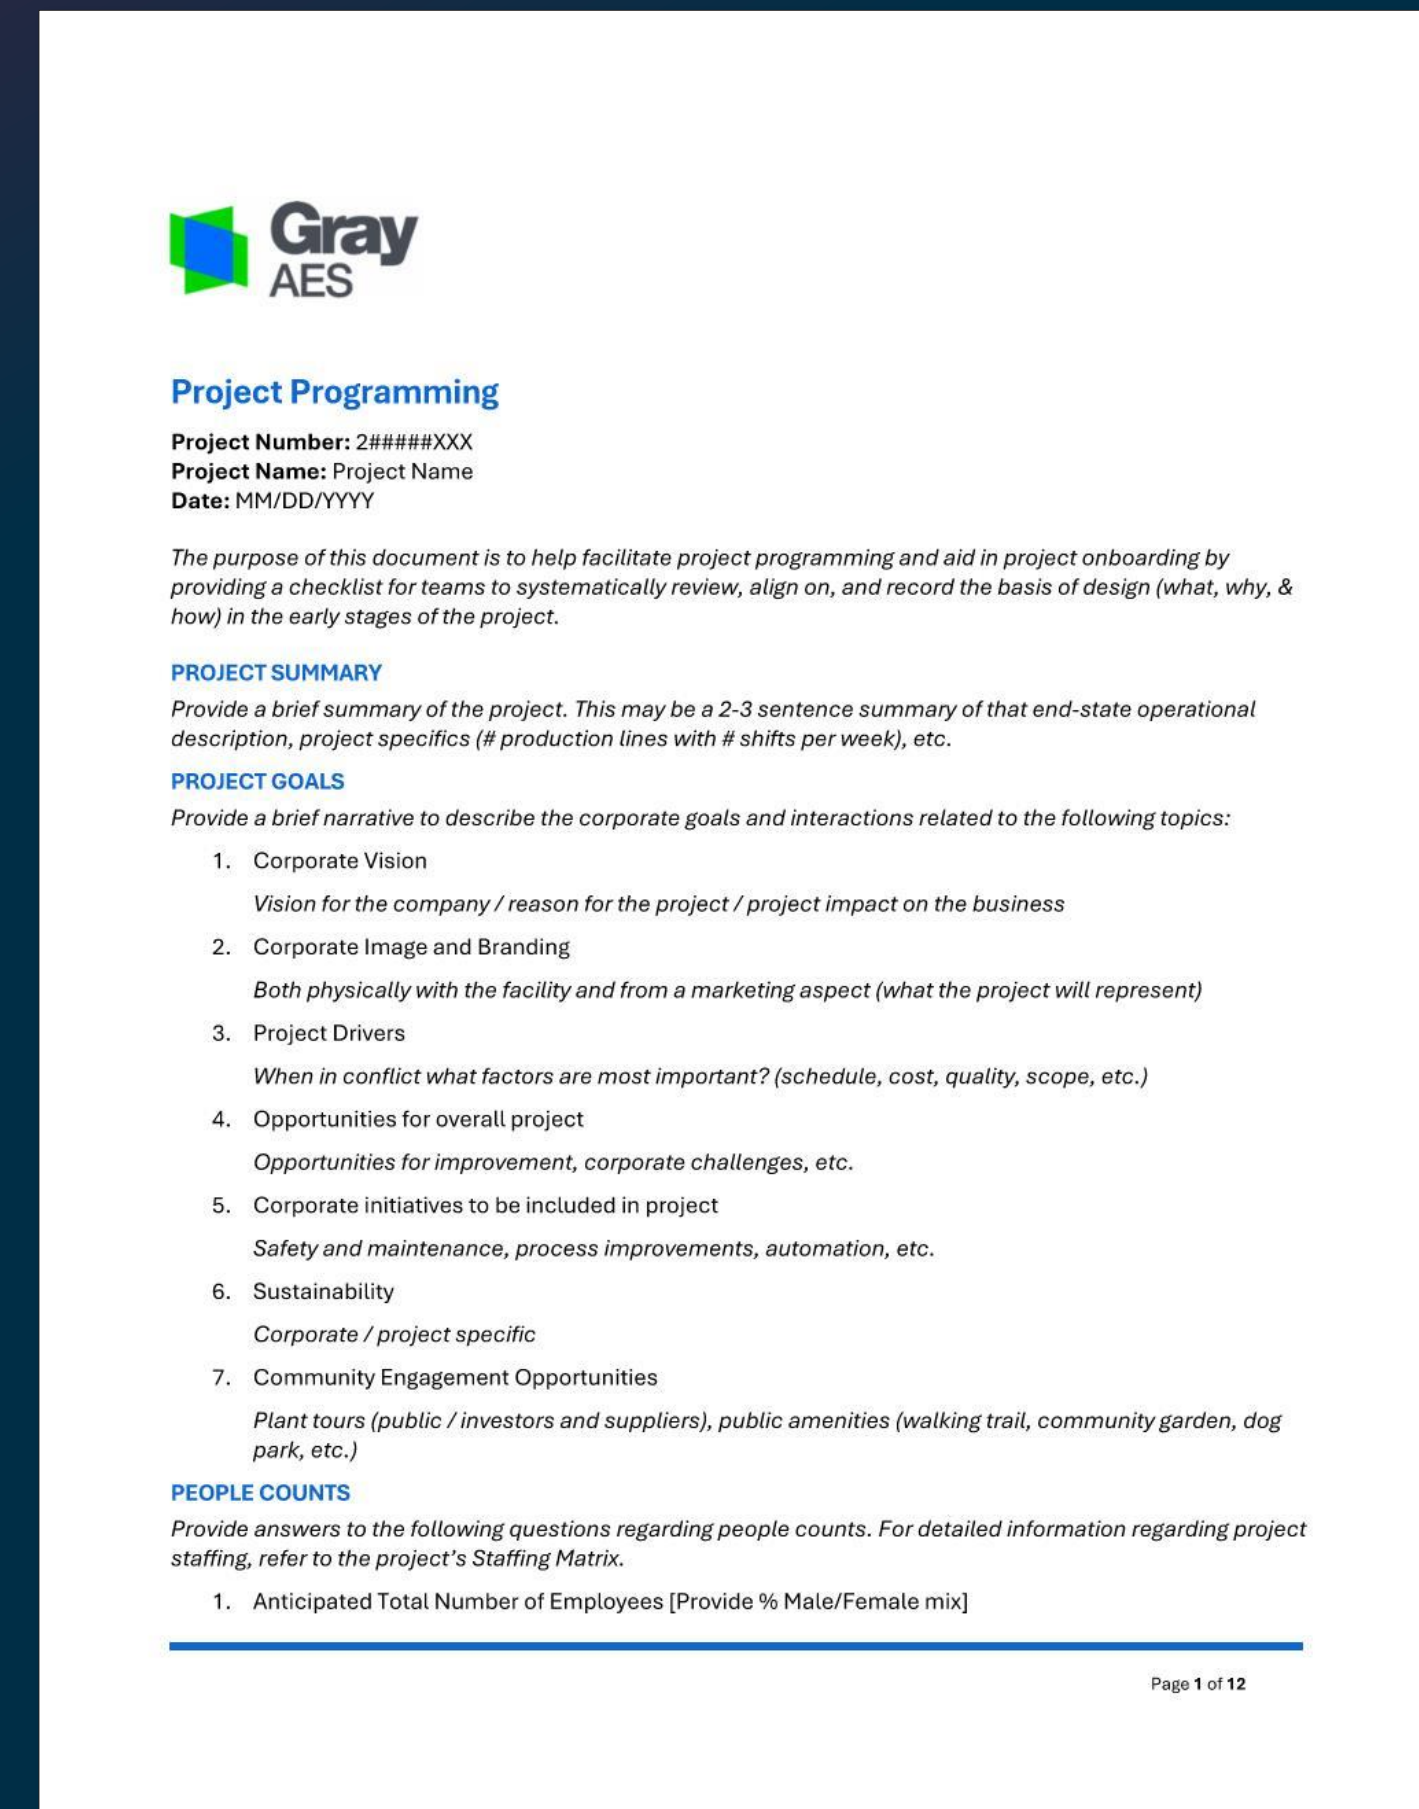 Gray
AES
Project Programming
Project Number: 2#####XXX
Project Name: Project Name
Date: MM/DD/YYYY
The purpose of this document is to help facilitate project programming and aid in project onboarding by
providing a checklist for teams to systematically review, align on, and record the basis of design (what, why, &
how) in the early stages of the project.
PROJECT SUMMARY
Provide a brief summary of the project. This may be a 2-3 sentence summary of that end-state operational
description, project specifics (# production lines with # shifts per week), etc.
PROJECT GOALS
Provide a brief narrative to describe the corporate goals and interactions related to the following topics:
1. Corporate Vision
Vision for the company / reason for the project / project impact on the business
2. Corporate Image and Branding
Both physically with the facility and from a marketing aspect (what the project will represent)
3. Project Drivers
When in conflict what factors are most important? (schedule, cost, quality, scope, etc.)
4. Opportunities for overall project
Opportunities for improvement, corporate challenges, etc.
5. Corporate initiatives to be included in project
Safety and maintenance, process improvements, automation, etc.
6. Sustainability
Corporate / project specific
7. Community Engagement Opportunities
Plant tours (public / investors and suppliers), public amenities (walking trail, community garden, dog
park, etc.)
PEOPLE COUNTS
Provide answers to the following questions regarding people counts. For detailed information regarding project
staffing, refer to the project’s Staffing Matrix.
1. Anticipated Total Number of Employees [Provide % Male/Female mix]
Page 1 of 12